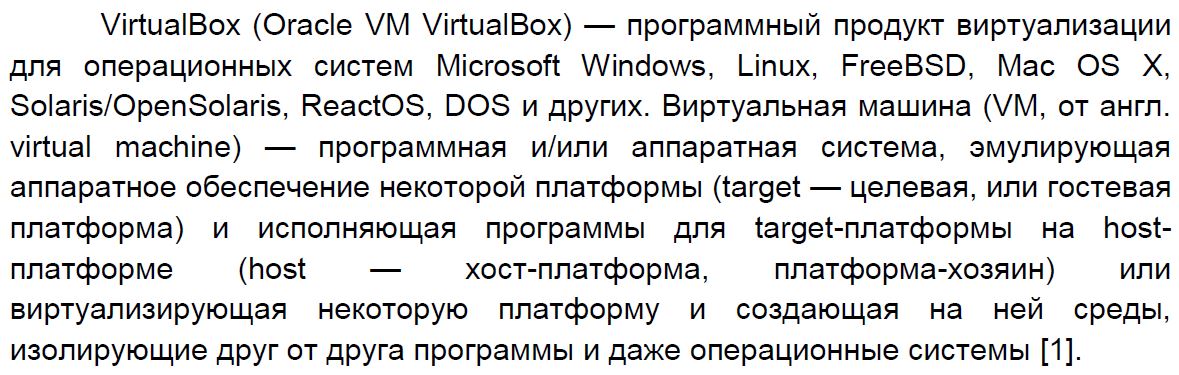 VirtualBox (Oracle VM VirtualBox) — программный продукт виртуализации
для операционных систем Microsoft Windows, Linux, FreeBSD, Mac OS X,
Solaris/OpenSolaris, ReactOS, DOS и других. Виртуальная машина (VM, от англ.
virtual machine) — программная и/или аппаратная система, эмулирующая
аппаратное обеспечение некоторой платформы (target — целевая, или гостевая
платформа) и исполняющая программы для target-платформы на host-
платформе (host — хост-платформа, платформа-хозяин) или
виртуализирующая некоторую платформу и создающая на ней среды,
изолирующие друг от друга программы и даже операционные системы [1].